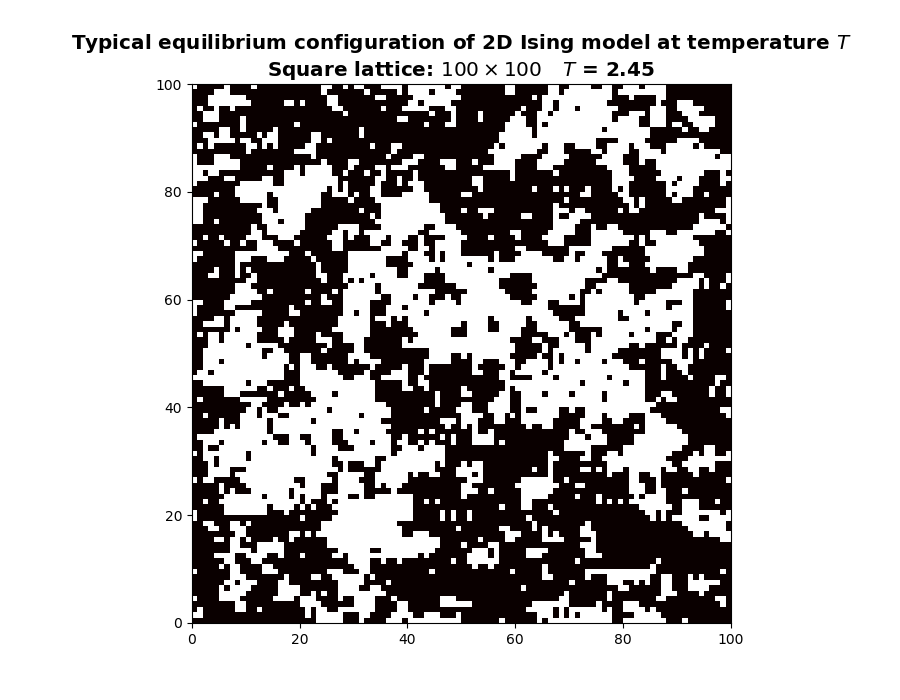 Typical equilibrium configuration of 2D Ising model at temperature T
Square lattice: 100 × 100 T = 2.45
100
80
60
40
20
0
0 20 40 60 80 100